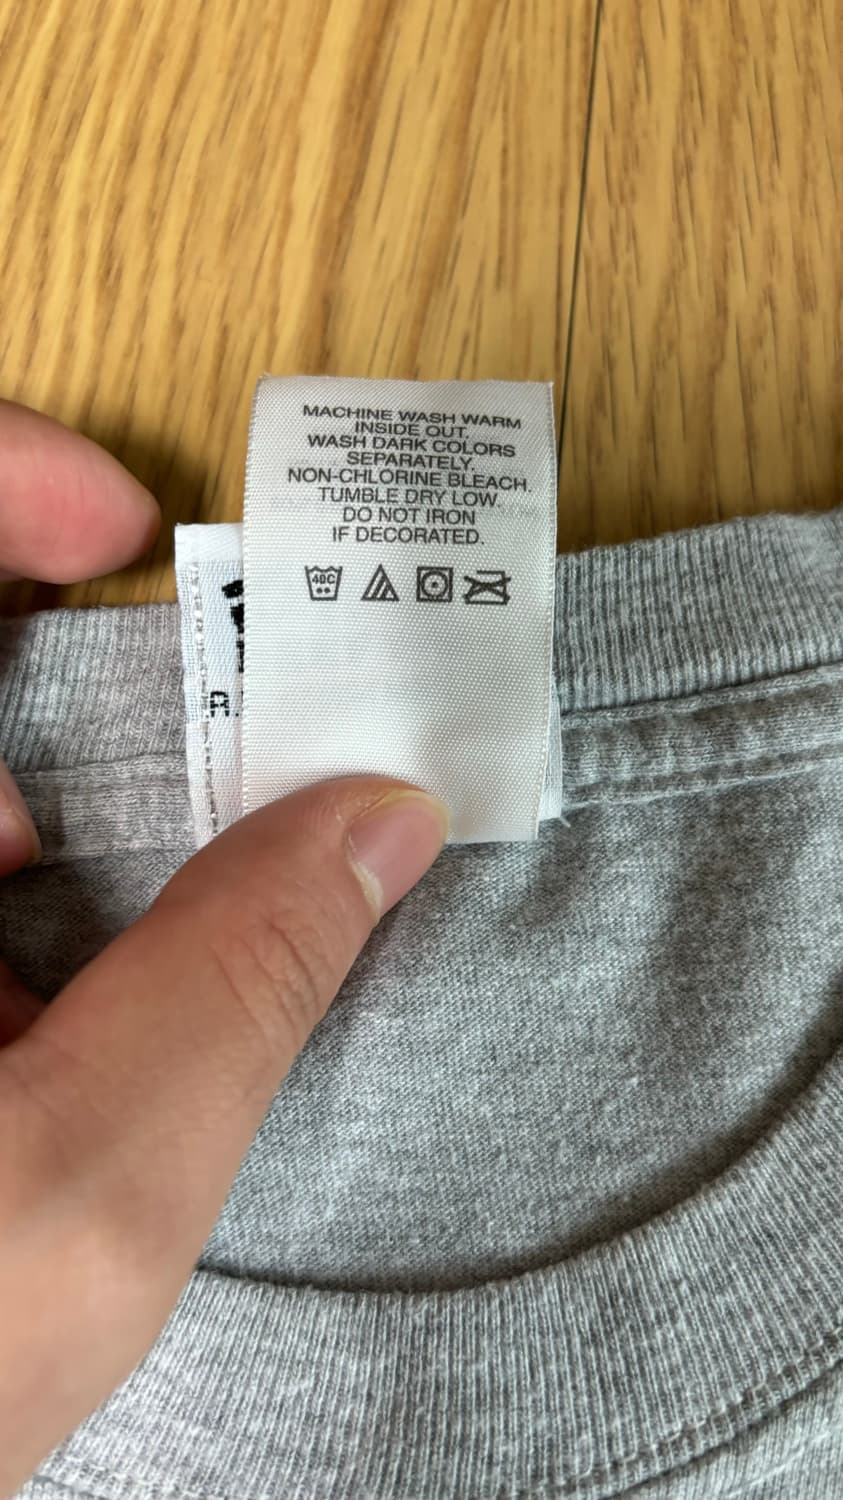 MACHINE WASH WARM
INSIDE OUT.
WASH DARK COLORS
SEPARATELY.
NON-CHLORINE BLEACH.
TUMBLE DRY LOW.
DO NOT IRON
IF DECORATED.
40C